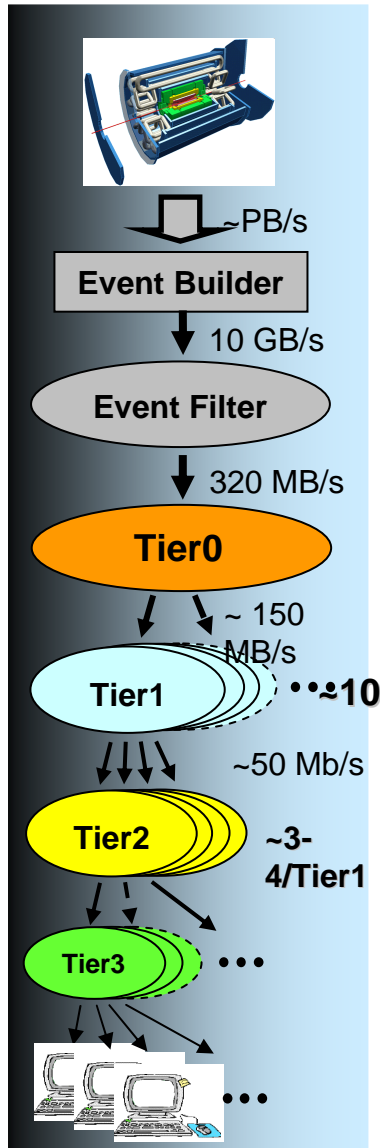 ~PB/s
Event Builder
10 GB/s
Event Filter
320 MB/s
Tier0
~ 150
MB/s
Tier1
•••
~10
~50 Mb/s
Tier2
~3-
4/Tier1
Tier3
•••
•••